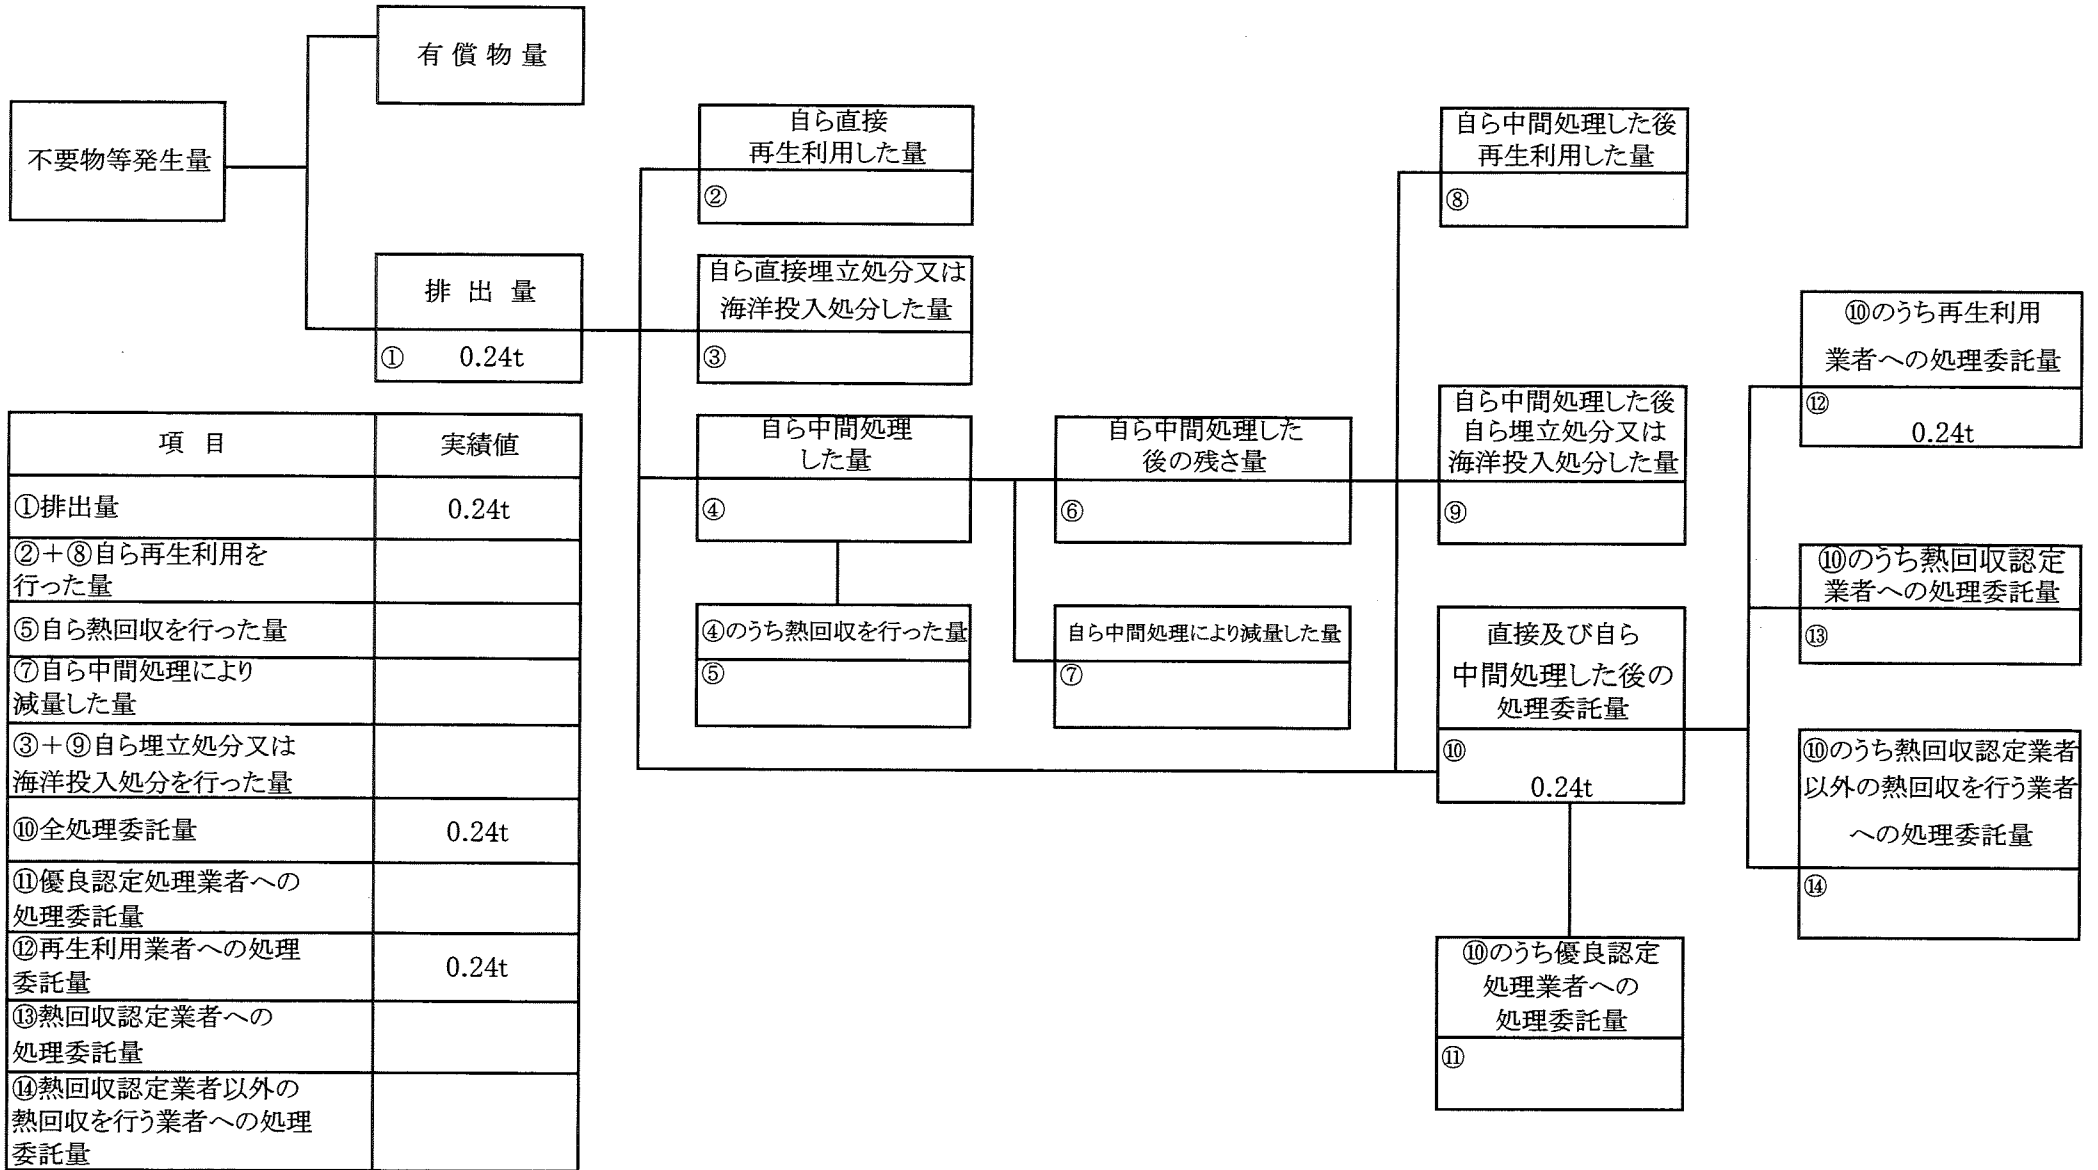 有 償 物 量
不要物等発生量
排 出 量
① 0.24t
自ら直接
再生利用した量
②
自ら直接埋立処分又は
海洋投入処分した量
③
自ら中間処理
した量
④
④のうち熱回収を行った量
⑤
自ら中間処理した
後の残さ量
⑥
自ら中間処理により減量した量
⑦
自ら中間処理した後
再生利用した量
⑧
自ら中間処理した後
自ら埋立処分又は
海洋投入処分した量
⑨
直接及び自ら
中間処理した後の
処理委託量
⑩
0.24t
⑩のうち優良認定
処理業者への
処理委託量
⑪
⑩のうち再生利用
業者への処理委託量
⑫
0.24t
⑩のうち熱回収認定
業者への処理委託量
⑬
⑩のうち熱回収認定業者
以外の熱回収を行う業者
への処理委託量
⑭
項 目 実績値
①排出量 0.24t
②+⑧自ら再生利用を
行った量
⑤自ら熱回収を行った量
⑦自ら中間処理により
減量した量
③+⑨自ら埋立処分又は
海洋投入処分を行った量
⑩全処理委託量 0.24t
⑪優良認定処理業者への
処理委託量
⑫再生利用業者への処理
委託量 0.24t
⑬熱回収認定業者への
処理委託量
⑭熱回収認定業者以外の
熱回収を行う業者への処理
委託量